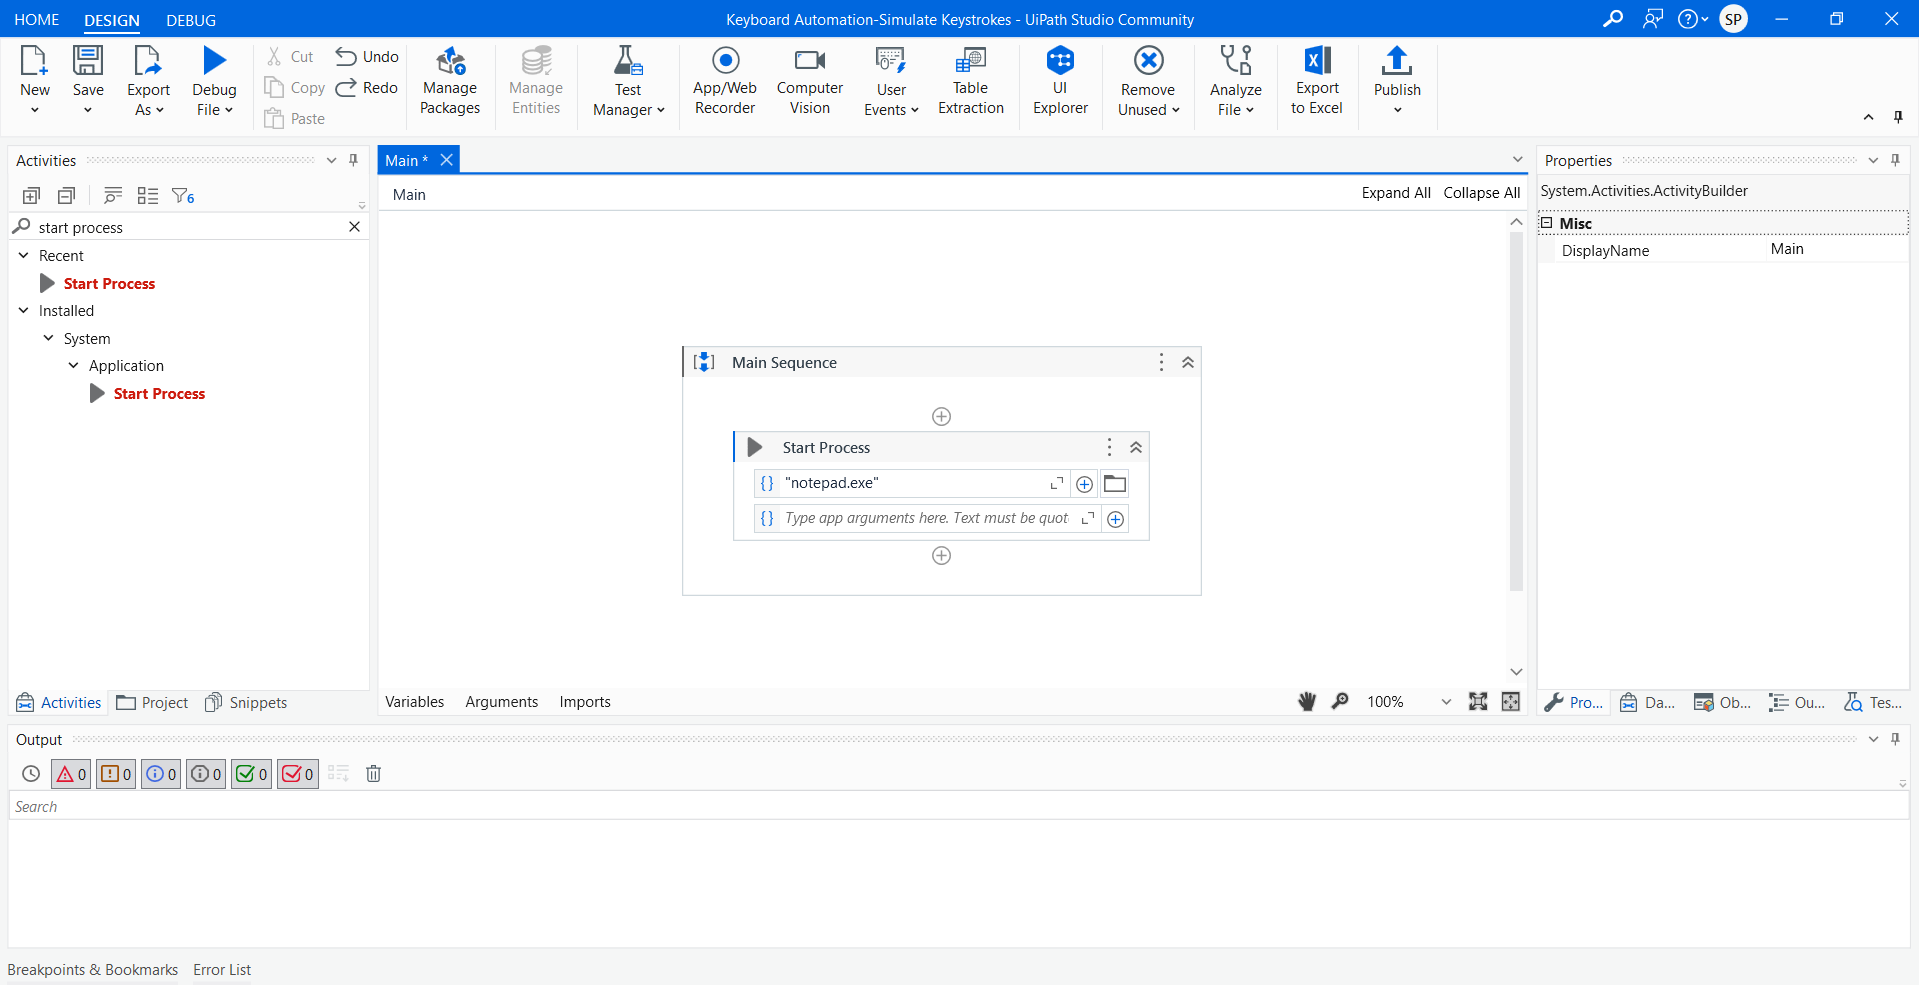 HOME DESIGN DEBUG
Keyboard Automation-Simulate Keystrokes - UiPath Studio Community
SP
New
Save
Export
As
Debug
File
Cut
Copy
Paste
Undo
Redo
Manage
Packages
Manage
Entities
Test
Manager
App/Web
Recorder
Computer
Vision
User
Events
Table
Extraction
UI
Explorer
Remove
Unused
Analyze
File
Export
to Excel
Publish
Activities
6
start process
Recent
Start Process
Installed
System
Application
Start Process
Activities Project Snippets
Main *
Main
Expand All Collapse All
Main Sequence
Start Process
{} "notepad.exe"
{} Type app arguments here. Text must be quot
Variables Arguments Imports
100%
Properties
System.Activities.ActivityBuilder
Misc
DisplayName Main
Pro... Da... Ob... Ou... Tes...
Output
0 0 0 0 0 0
Search
Breakpoints & Bookmarks Error List